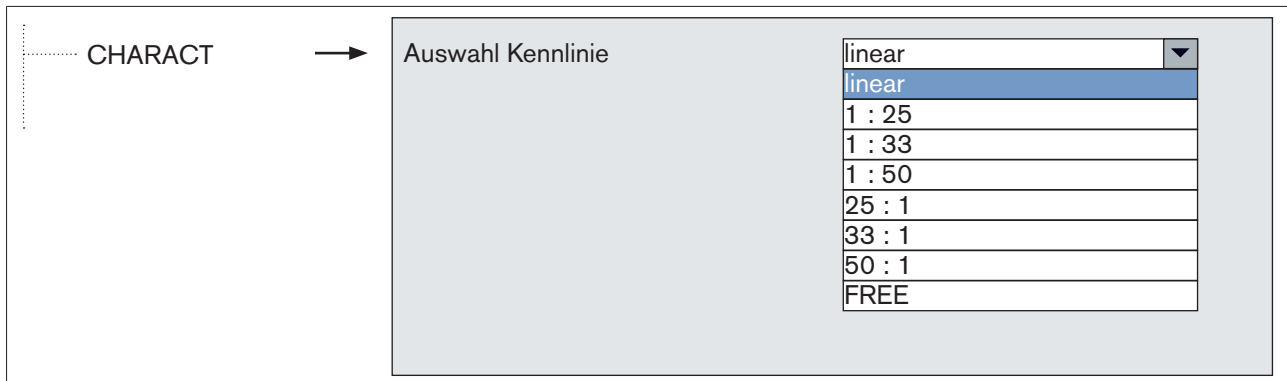 CHARACT
Auswahl Kennlinie
linear
linear
1 : 25
1 : 33
1 : 50
25 : 1
33 : 1
50 : 1
FREE